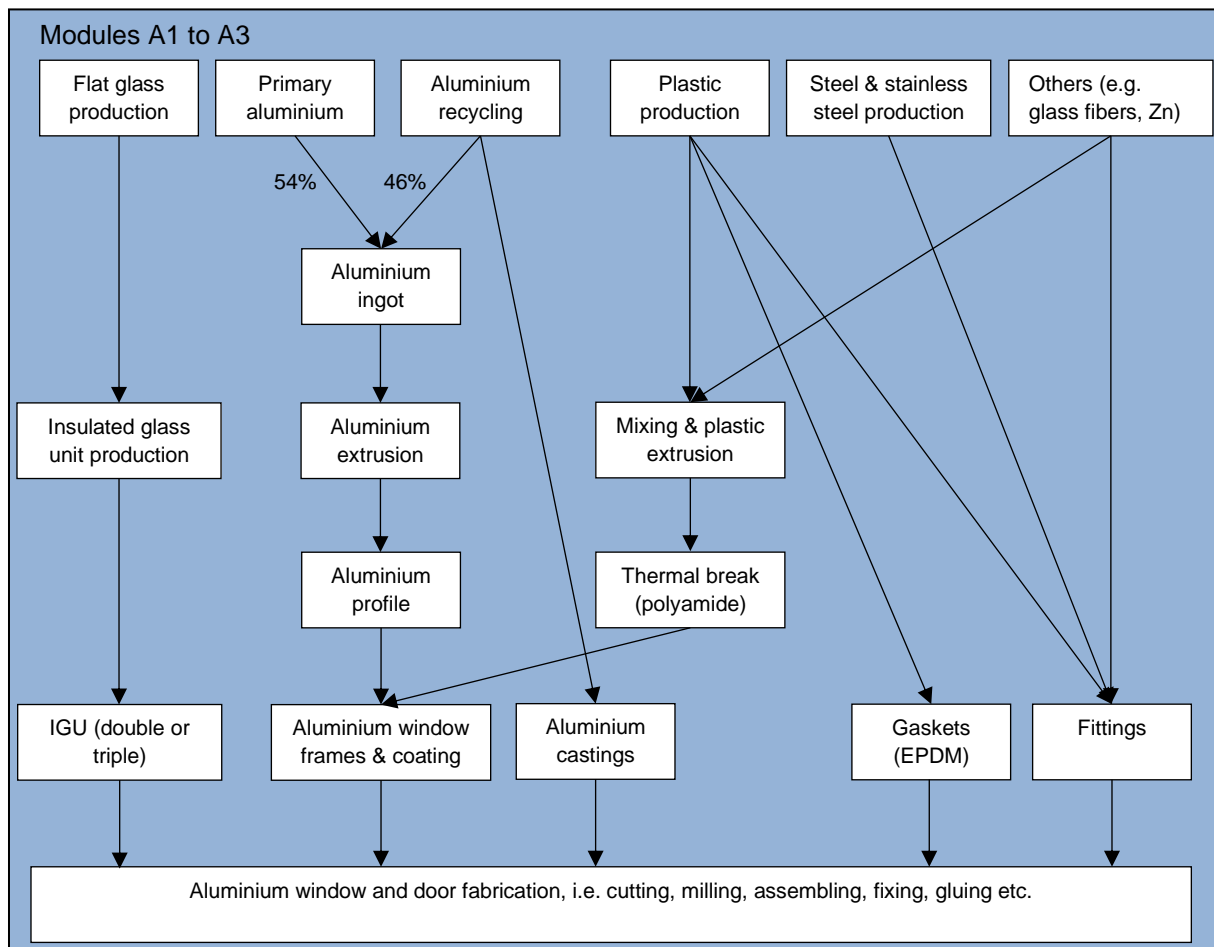 Modules A1 to A3
Flat glass
production
Primary
aluminium
Aluminium
recycling
Plastic
production
Steel & stainless
steel production
Others (e.g.
glass fibers, Zn)
54%
46%
Aluminium
ingot
Insulated glass
unit production
Aluminium
extrusion
Mixing & plastic
extrusion
Aluminium
profile
Thermal break
(polyamide)
IGU (double or
triple)
Aluminium window
frames & coating
Aluminium
castings
Gaskets
(EPDM)
Fittings
Aluminium window and door fabrication, i.e. cutting, milling, assembling, fixing, gluing etc.